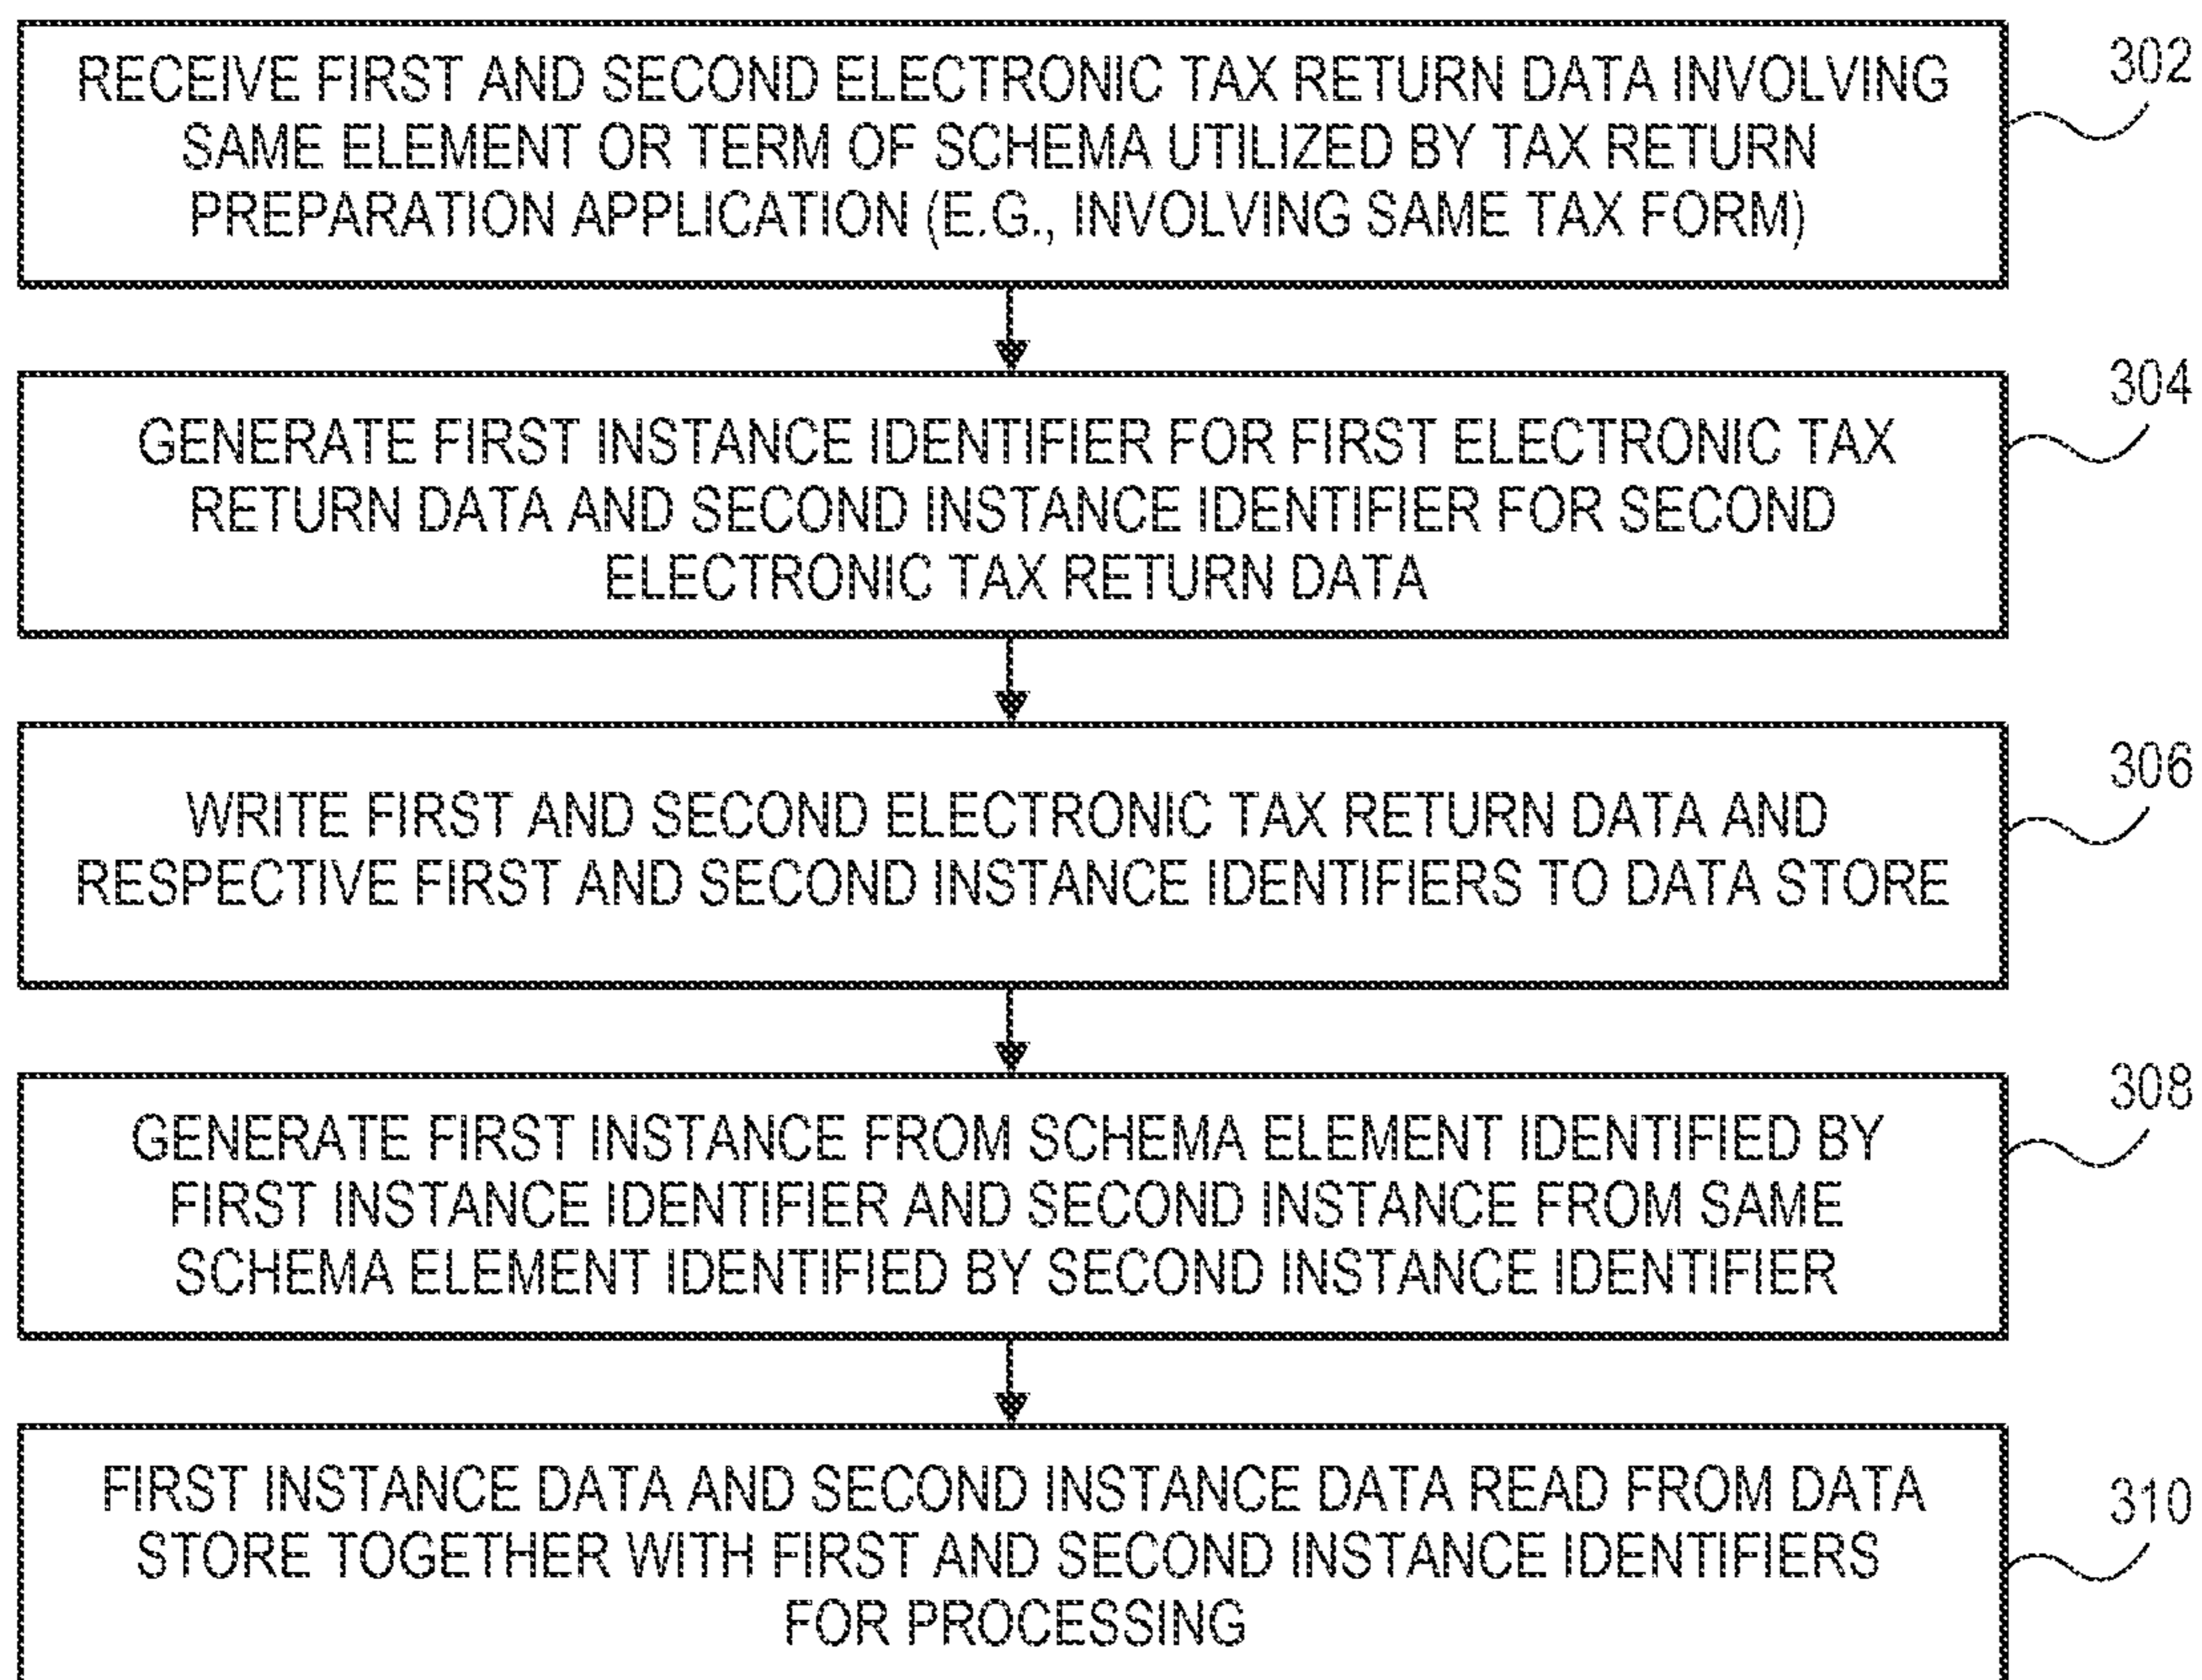 RECEIVE FIRST AND SECOND ELECTRONIC TAX RETURN DATA INVOLVING
SAME ELEMENT OR TERM OF SCHEMA UTILIZED BY TAX RETURN
PREPARATION APPLICATION (E.G., INVOLVING SAME TAX FORM)
302
GENERATE FIRST INSTANCE IDENTIFIER FOR FIRST ELECTRONIC TAX
RETURN DATA AND SECOND INSTANCE IDENTIFIER FOR SECOND
ELECTRONIC TAX RETURN DATA
304
WRITE FIRST AND SECOND ELECTRONIC TAX RETURN DATA AND
RESPECTIVE FIRST AND SECOND INSTANCE IDENTIFIERS TO DATA STORE
306
GENERATE FIRST INSTANCE FROM SCHEMA ELEMENT IDENTIFIED BY
FIRST INSTANCE IDENTIFIER AND SECOND INSTANCE FROM SAME
SCHEMA ELEMENT IDENTIFIED BY SECOND INSTANCE IDENTIFIER
308
FIRST INSTANCE DATA AND SECOND INSTANCE DATA READ FROM DATA
STORE TOGETHER WITH FIRST AND SECOND INSTANCE IDENTIFIERS
FOR PROCESSING
310